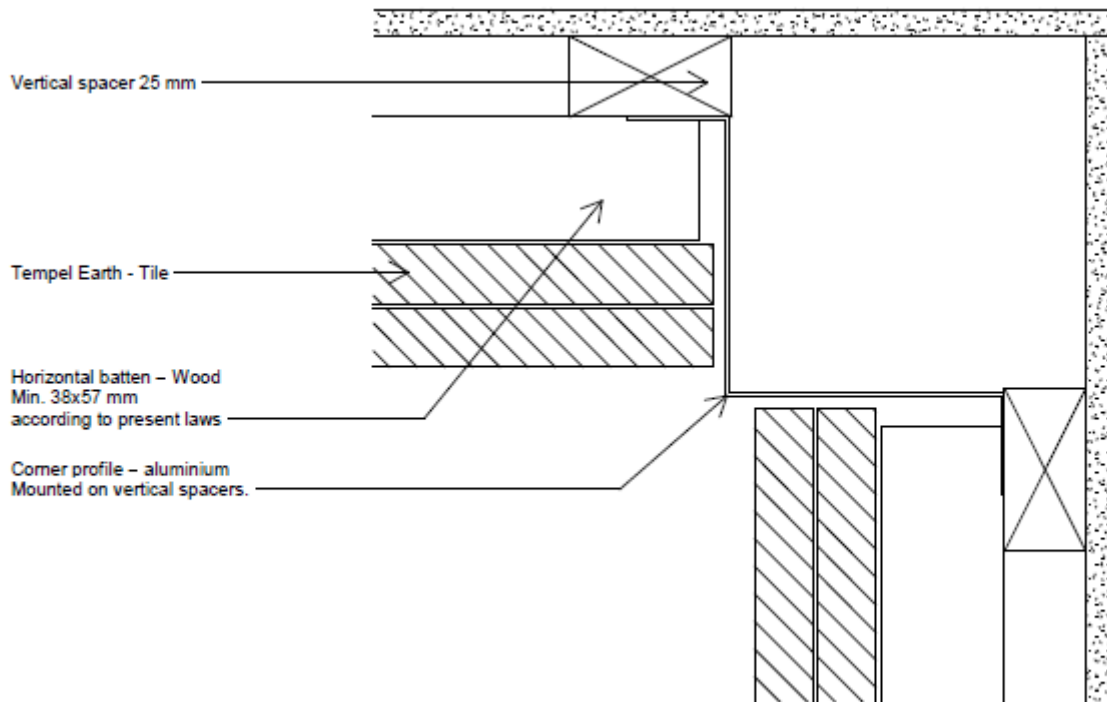 Vertical spacer 25 mm
Tempel Earth - Tile
Horizontal batten – Wood
Min. 38x57 mm
according to present laws
Corner profile – aluminium
Mounted on vertical spacers.